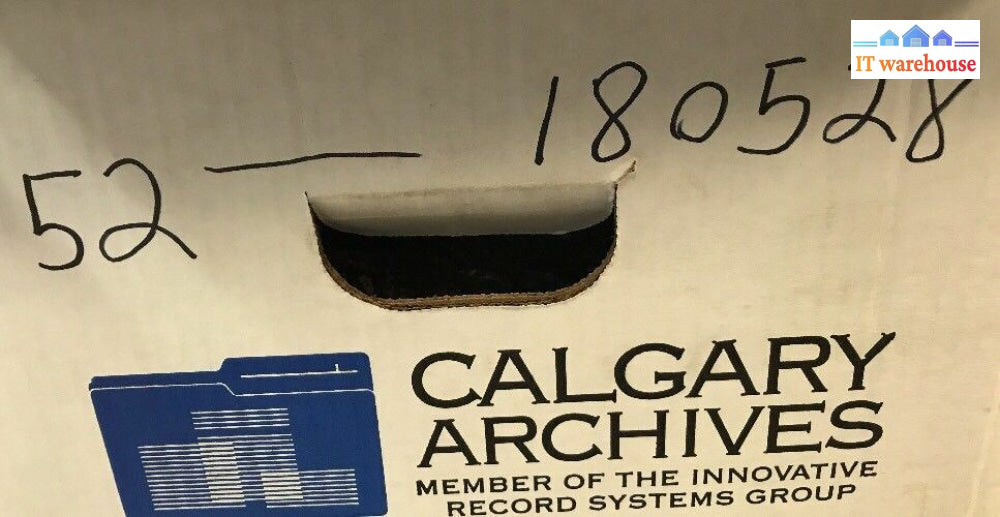 IT warehouse
52 — 180528
CALGARY
ARCHIVES
MEMBER OF THE INNOVATIVE
RECORD SYSTEMS GROUP